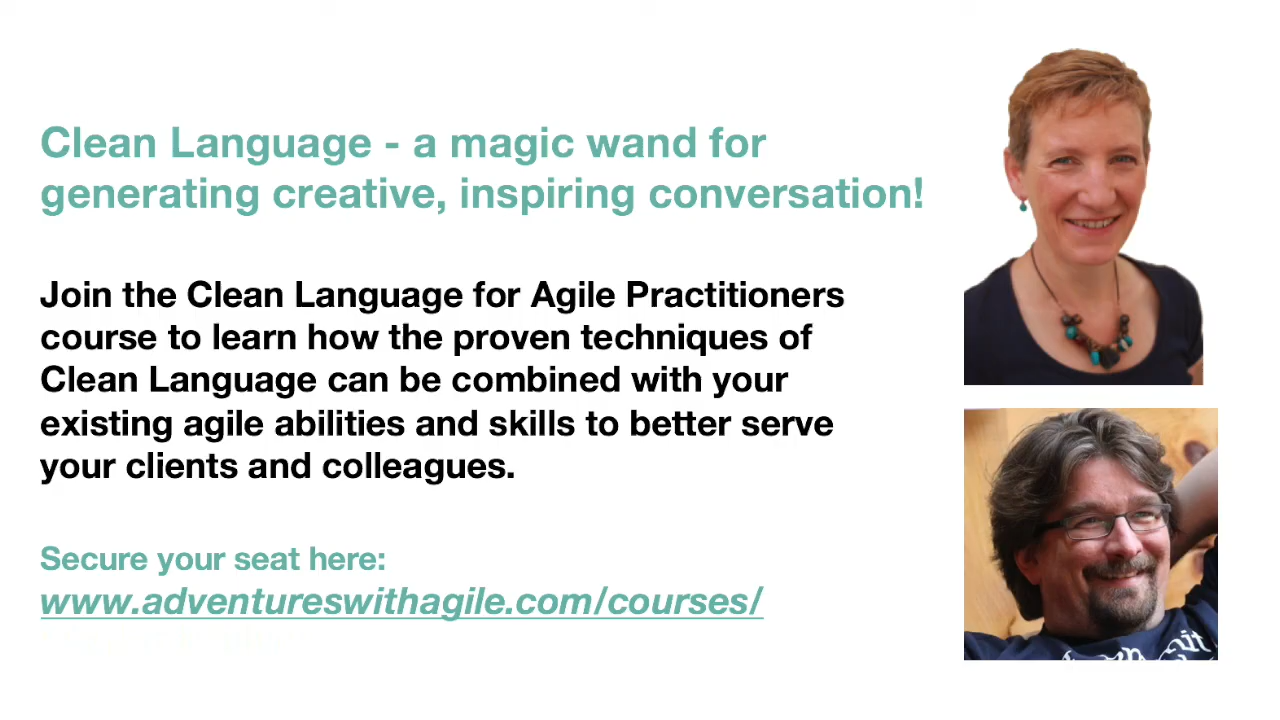 Clean Language - a magic wand for
generating creative, inspiring conversation!
Join the Clean Language for Agile Practitioners
course to learn how the proven techniques of
Clean Language can be combined with your
existing agile abilities and skills to better serve
your clients and colleagues.
Secure your seat here:
www.adventureswithagile.com/courses/